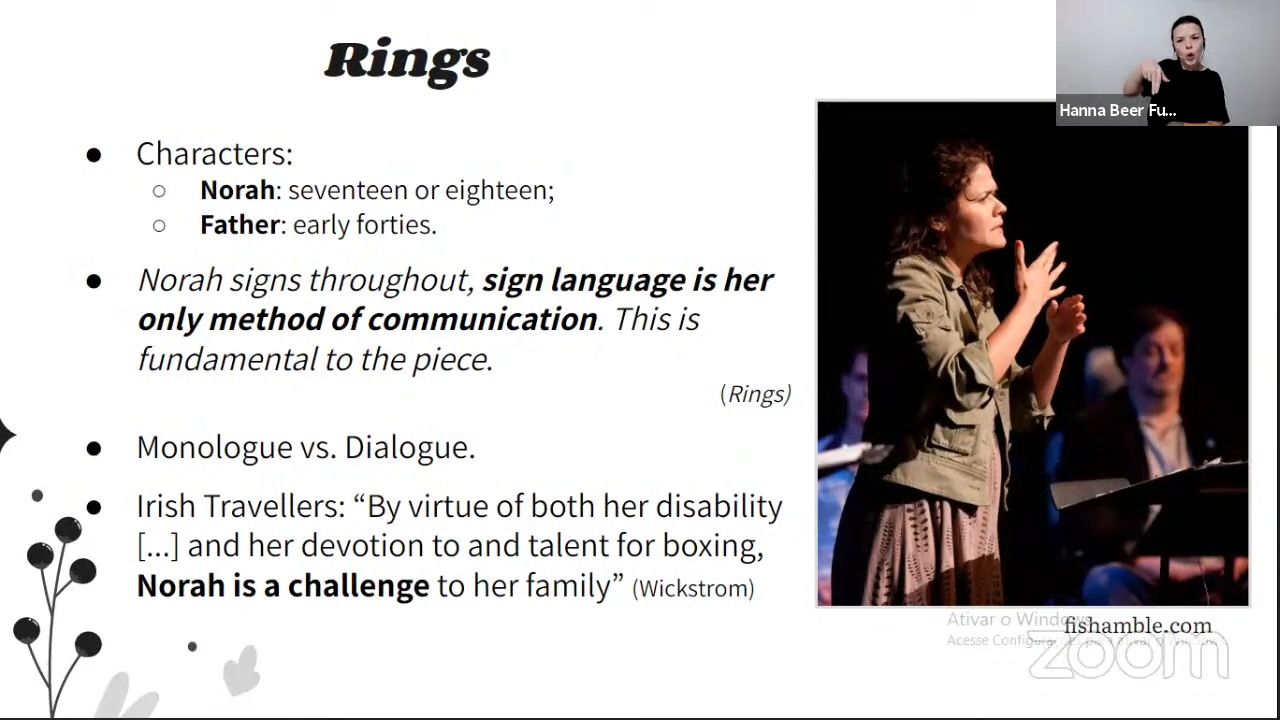 Rings
Hanna Beer Fu...
● Characters:
○ Norah: seventeen or eighteen;
○ Father: early forties.
● Norah signs throughout, sign language is her
only method of communication. This is
fundamental to the piece.
(Rings)
● Monologue vs. Dialogue.
● Irish Travellers: “By virtue of both her disability
[...] and her devotion to and talent for boxing,
Norah is a challenge to her family” (Wickstrom)
Ativar o Windows
fishamble.com
Acesse
zoom